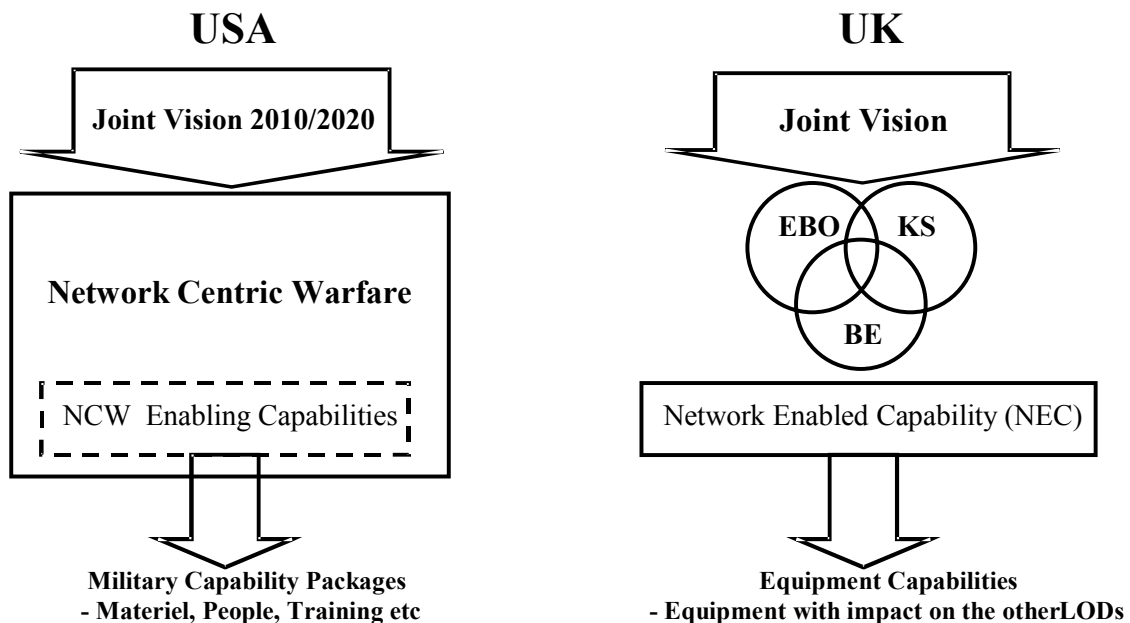 USA
Joint Vision 2010/2020
Network Centric Warfare
NCW Enabling Capabilities
Military Capability Packages
- Materiel, People, Training etc
UK
Joint Vision
EBO
KS
BE
Network Enabled Capability (NEC)
Equipment Capabilities
- Equipment with impact on the otherLODs